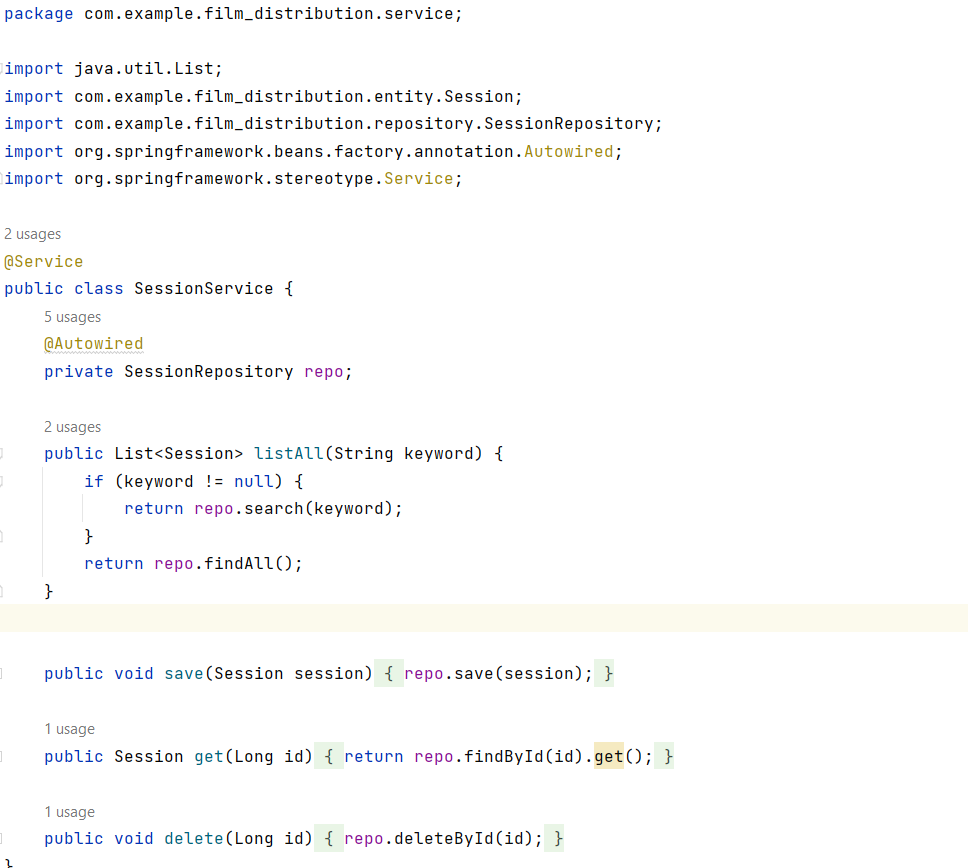 package com.example.film_distribution.service;
import java.util.List;
import com.example.film_distribution.entity.Session;
import com.example.film_distribution.repository.SessionRepository;
import org.springframework.beans.factory.annotation.Autowired;
import org.springframework.stereotype.Service;
2 usages
@Service
public class SessionService {
5 usages
@Autowired
private SessionRepository repo;
2 usages
public List<Session> listAll(String keyword) {
if (keyword != null) {
return repo.search(keyword);
}
return repo.findAll();
}
public void save(Session session) { repo.save(session); }
1 usage
public Session get(Long id) { return repo.findById(id).get(); }
1 usage
public void delete(Long id) { repo.deleteById(id); }
}